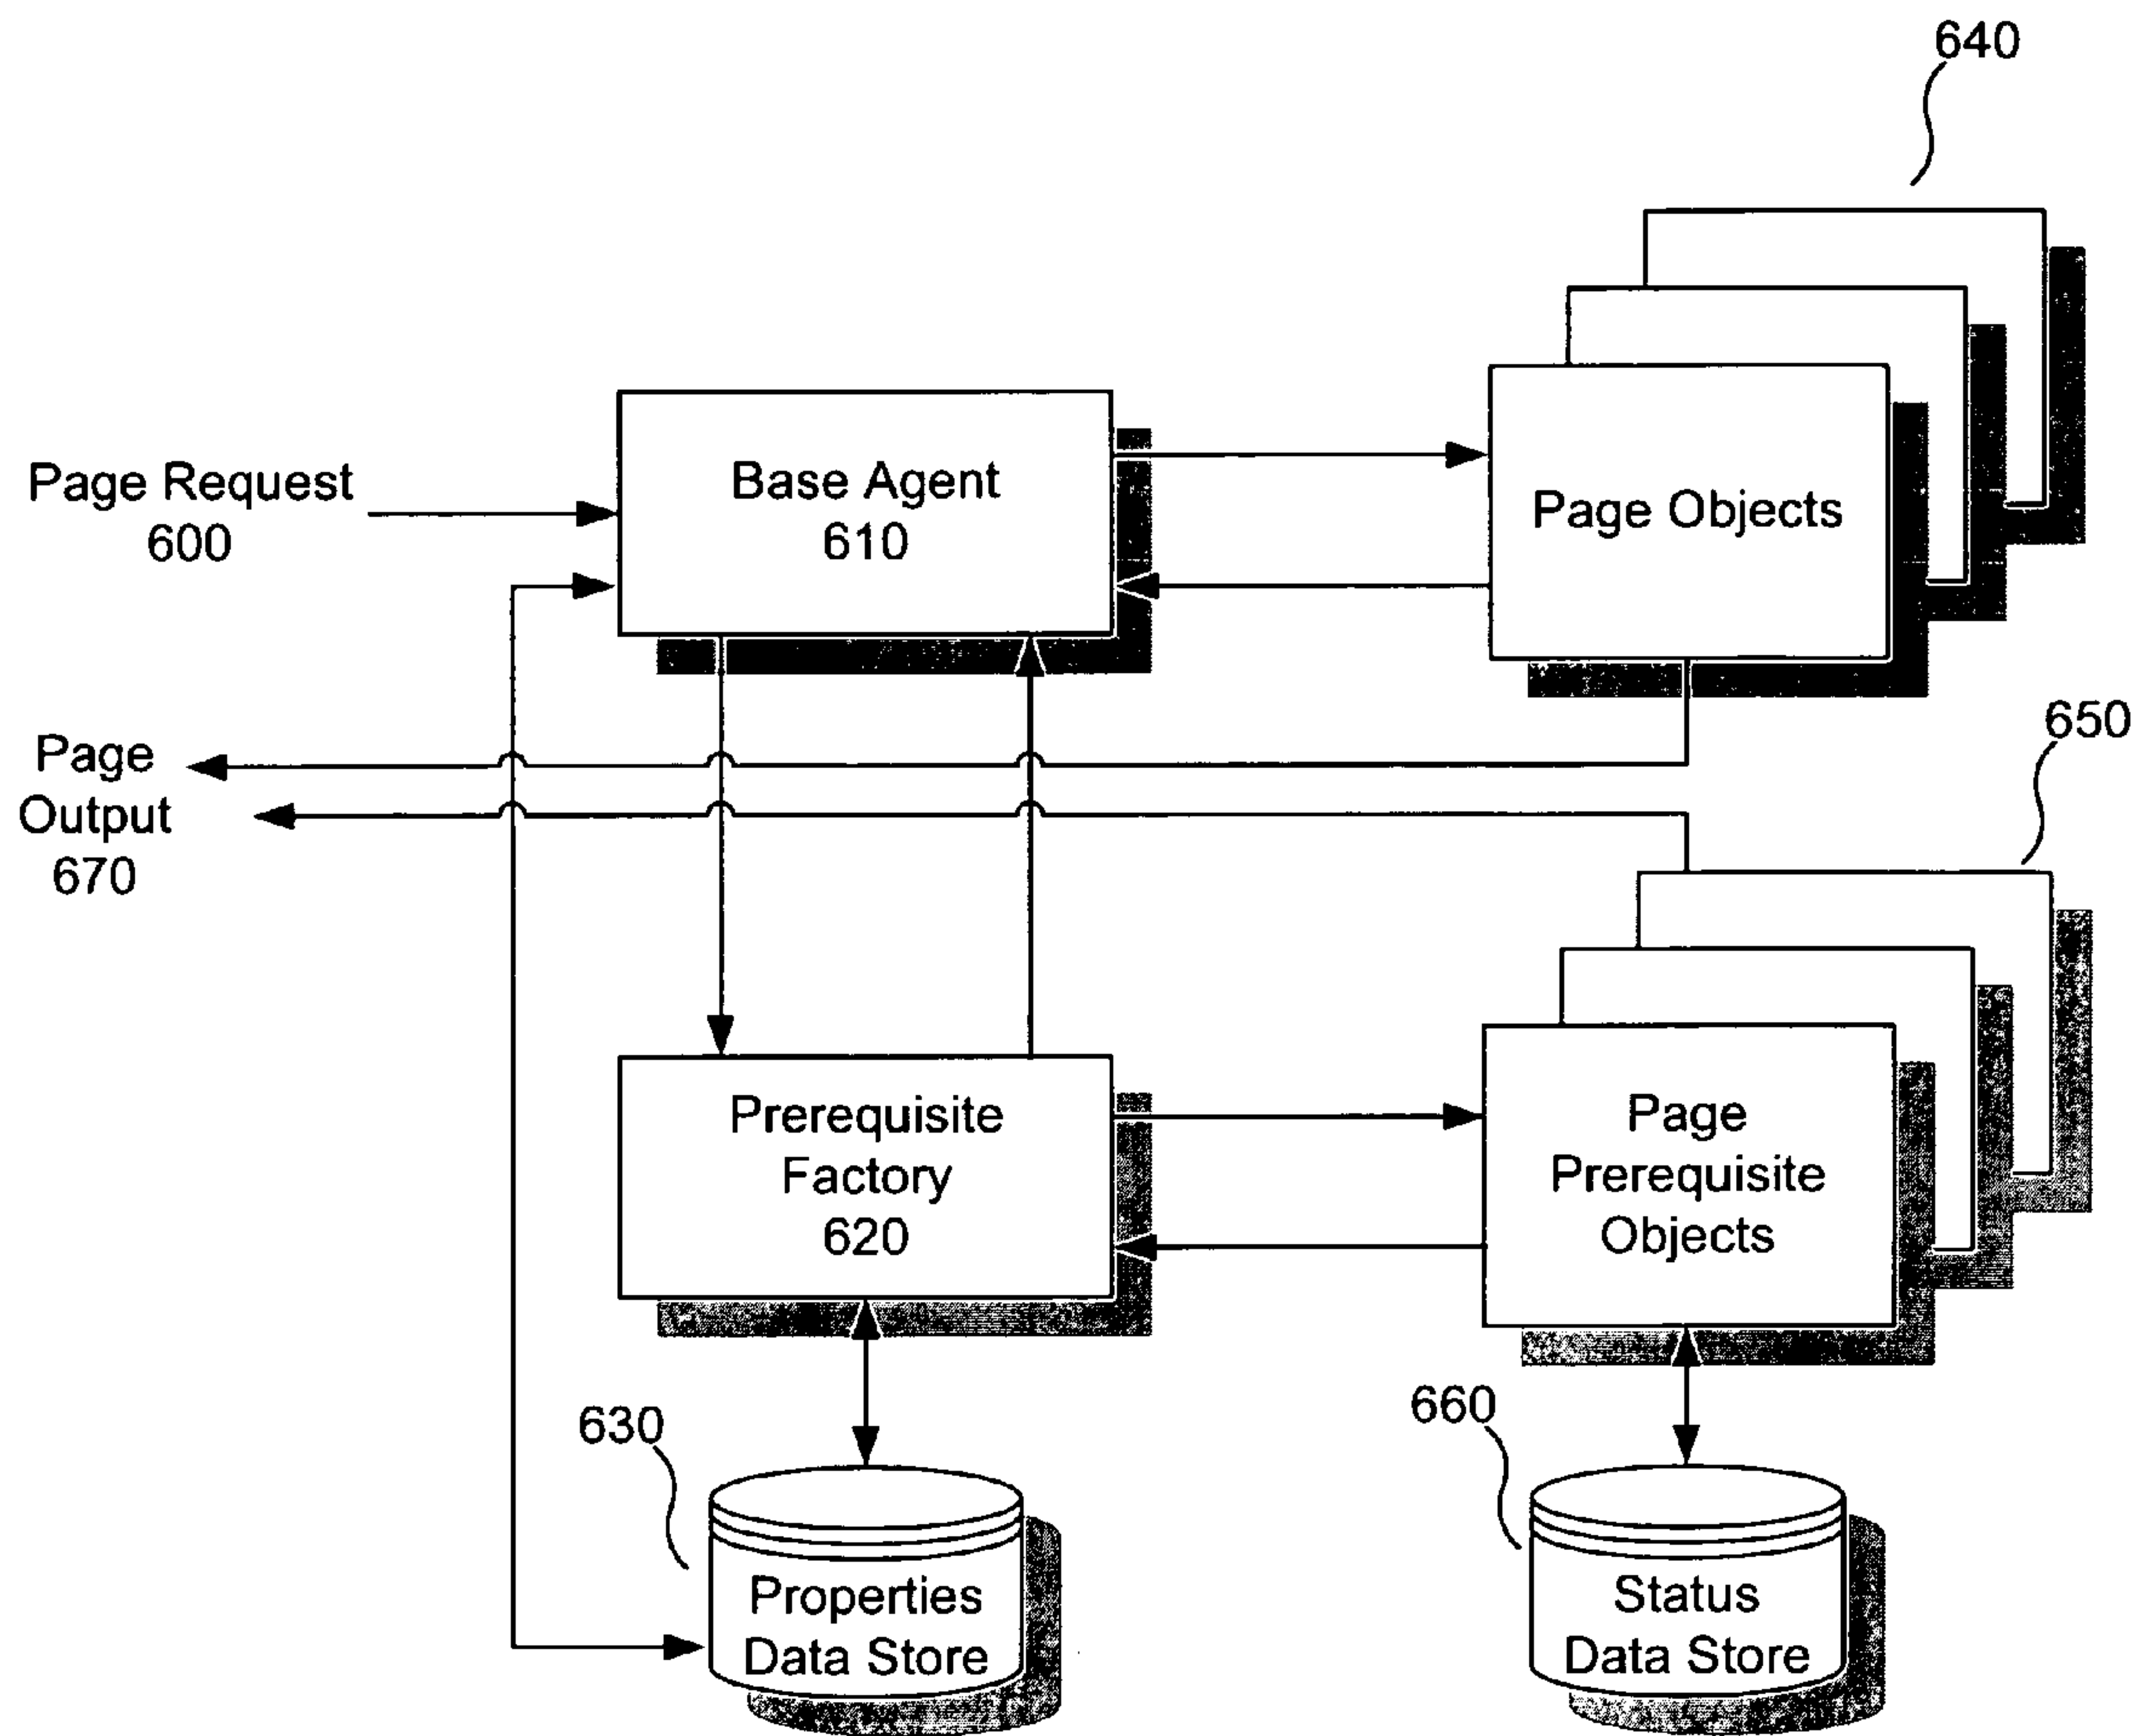 640
Page Request
600
Base Agent
610
Page Objects
650
Page
Output
670
Prerequisite
Factory
620
Page
Prerequisite
Objects
630
660
Properties
Data Store
Status
Data Store